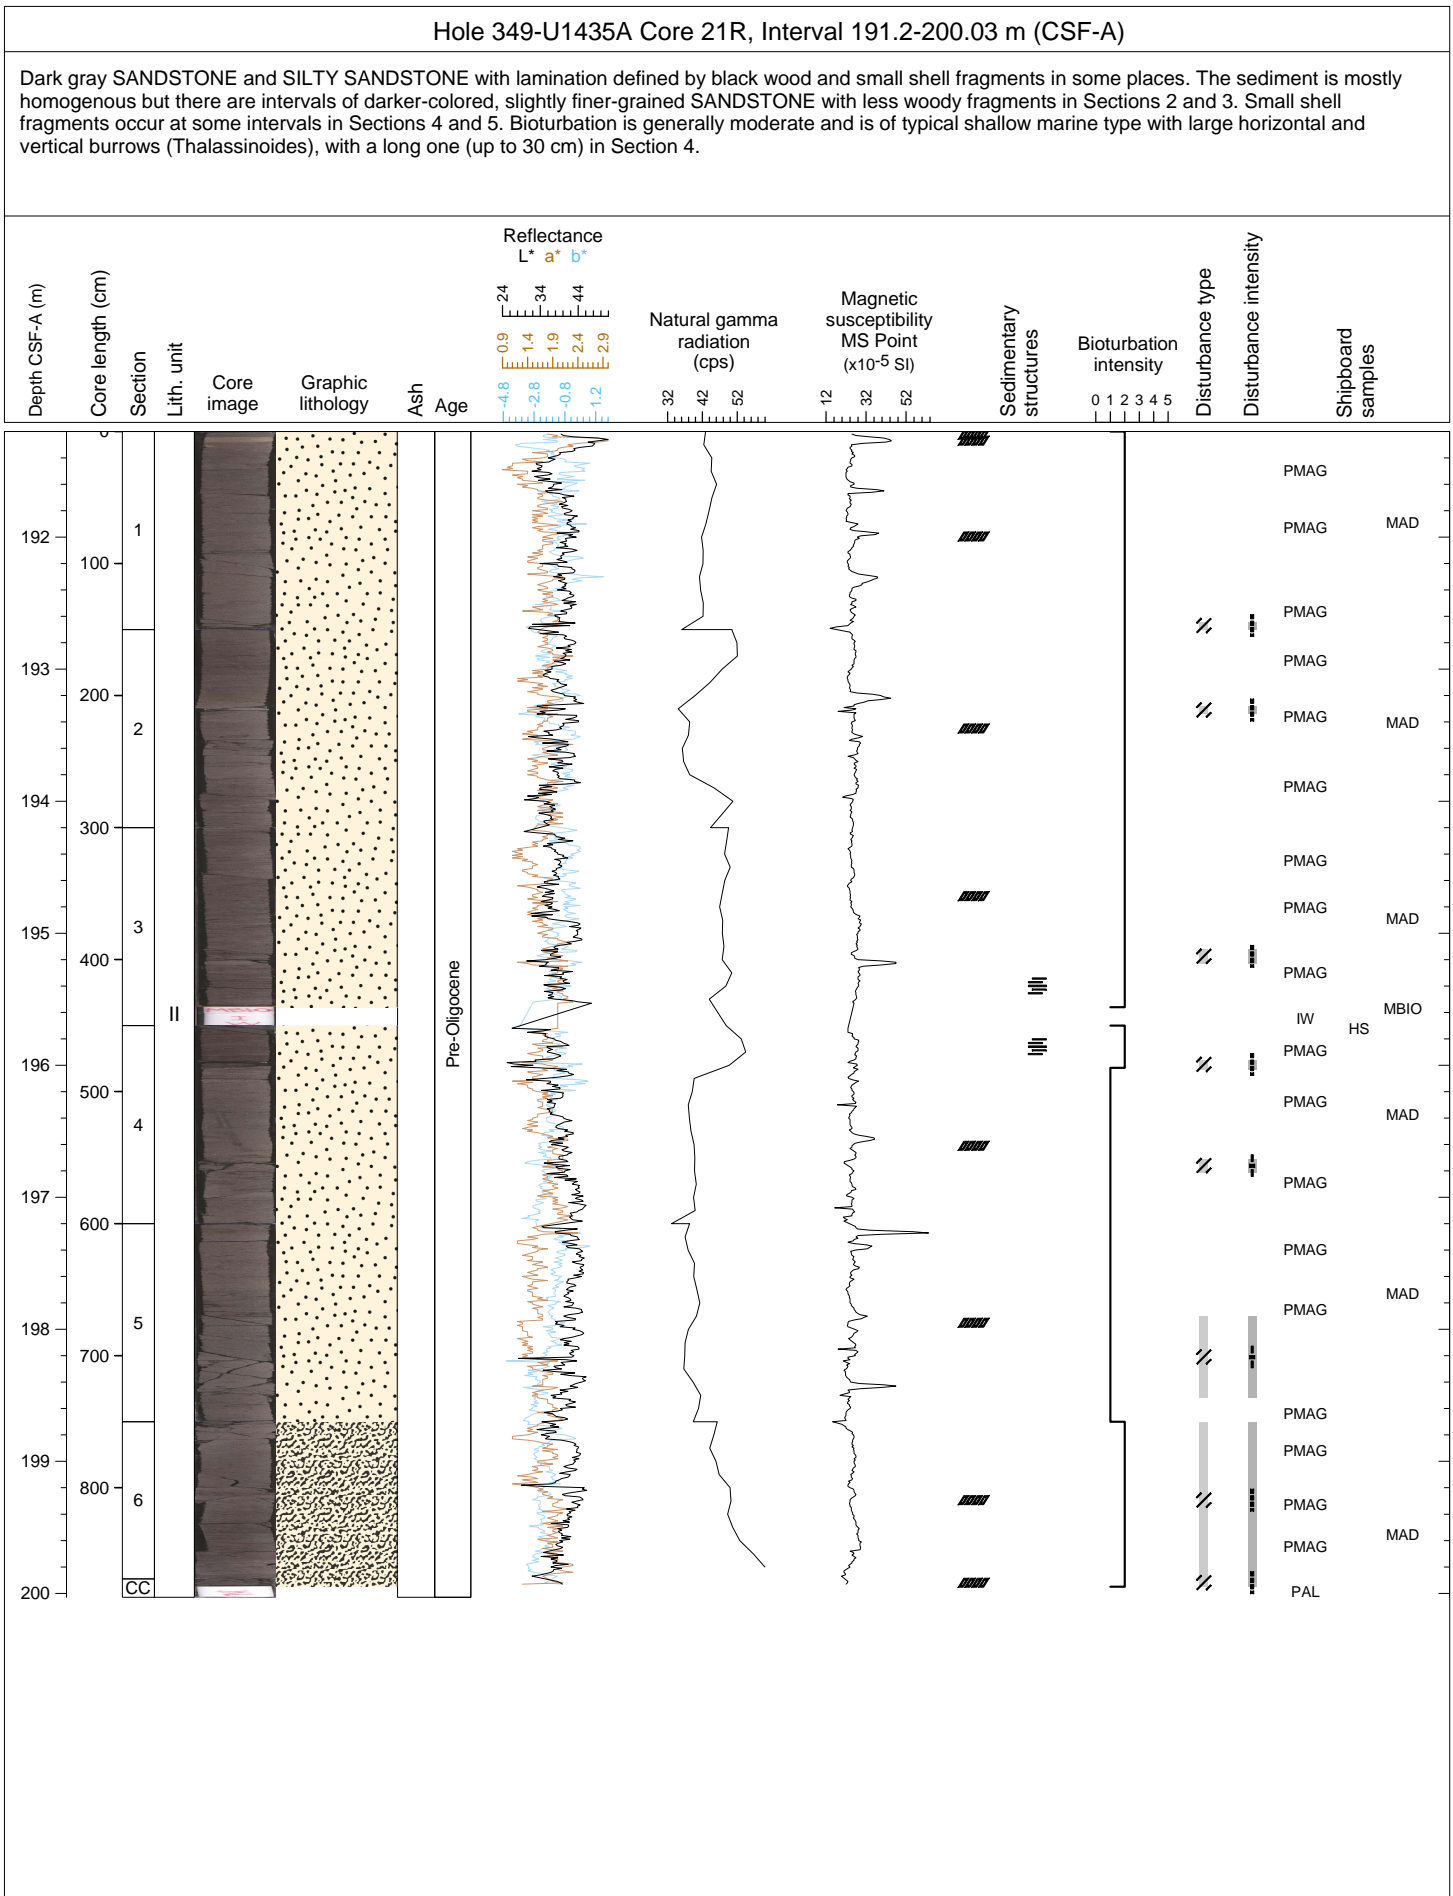 Hole 349-U1435A Core 21R, Interval 191.2-200.03 m (CSF-A)
Dark gray SANDSTONE and SILTY SANDSTONE with lamination defined by black wood and small shell fragments in some places. The sediment is mostly
homogenous but there are intervals of darker-colored, slightly finer-grained SANDSTONE with less woody fragments in Sections 2 and 3. Small shell
fragments occur at some intervals in Sections 4 and 5. Bioturbation is generally moderate and is of typical shallow marine type with large horizontal and
vertical burrows (Thalassinoides), with a long one (up to 30 cm) in Section 4.
Depth CSF-A (m)
Core length (cm)
Section
Lith. unit
Core
image
Graphic
lithology
Ash
Age
Reflectance
L* a* b*
24 34 44
0.9 1.4 1.9 2.4 2.9
-4.8 -2.8 -0.8 1.2
Natural gamma
radiation
(cps)
32 42 52
Magnetic
susceptibility
MS Point
(x10-5 SI)
12 32 52
Sedimentary
structures
Bioturbation
intensity
0 1 2 3 4 5
Disturbance type
Disturbance intensity
Shipboard
samples
0
PMAG
192
1
PMAG
MAD
100
PMAG
193
PMAG
200
2
PMAG
MAD
194
PMAG
300
PMAG
PMAG
195
3
MAD
400
PMAG
II
Pre-Oligocene
MBIO
IW
MBIO
IW
HS
196
PMAG
500
PMAG
4
MAD
197
PMAG
600
PMAG
MAD
198
5
PMAG
700
PMAG
199
PMAG
800
6
PMAG
MAD
PMAG
CC
200
PAL